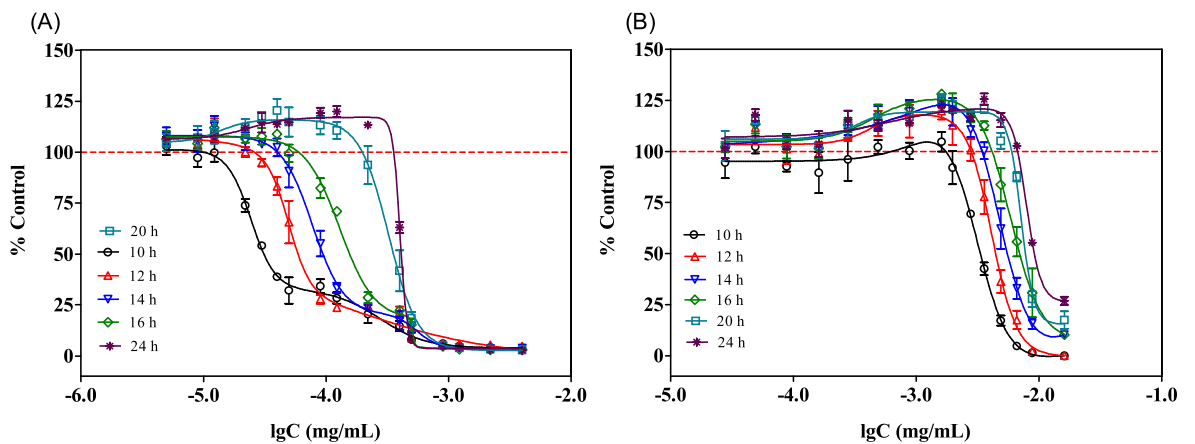 (A)
150
125
100
75
50
25
0
% Control
20 h
10 h
12 h
14 h
16 h
24 h
-6.0 -5.0 -4.0 -3.0 -2.0
lgC (mg/mL)
(B)
150
125
100
75
50
25
0
% Control
10 h
12 h
14 h
16 h
20 h
24 h
-5.0 -4.0 -3.0 -2.0 -1.0
lgC (mg/mL)